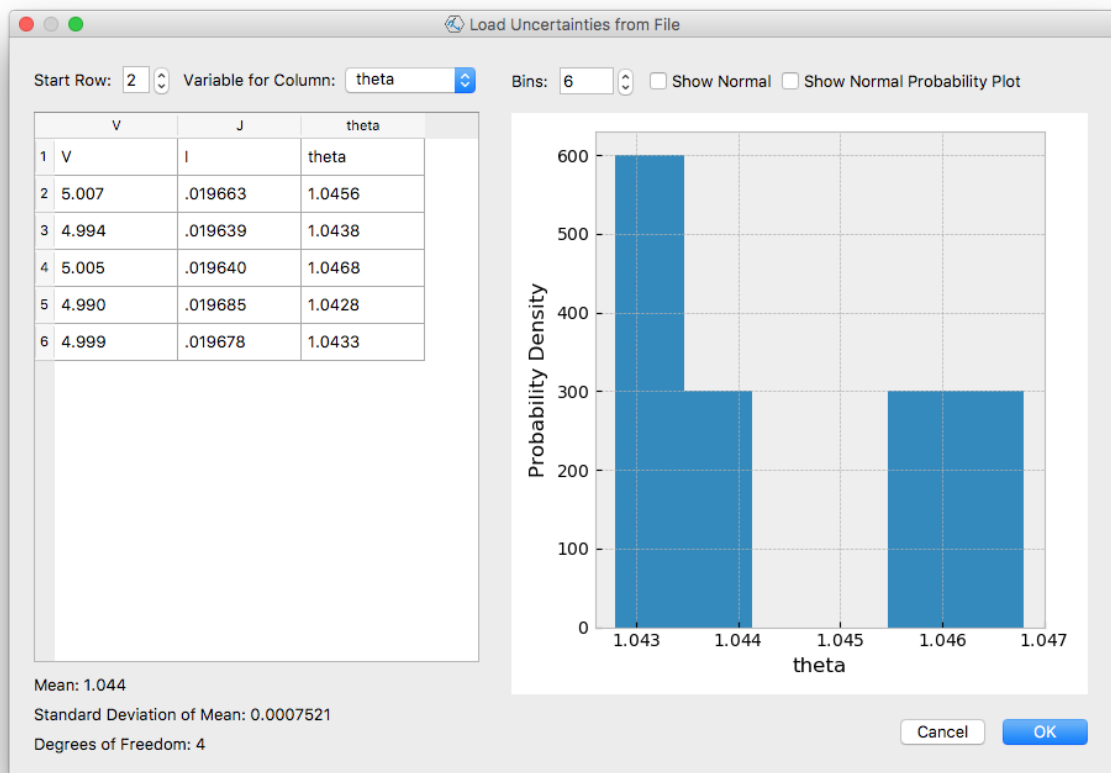 Load Uncertainties from File
Start Row: 2 Variable for Column: theta
Bins: 6 Show Normal Show Normal Probability Plot
V J theta
1 V I theta
2 5.007 .019663 1.0456
3 4.994 .019639 1.0438
4 5.005 .019640 1.0468
5 4.990 .019685 1.0428
6 4.999 .019678 1.0433
Mean: 1.044
Standard Deviation of Mean: 0.0007521
Degrees of Freedom: 4
Probability Density
600
500
400
300
200
100
0
1.043 1.044 1.045 1.046 1.047
theta
Cancel OK